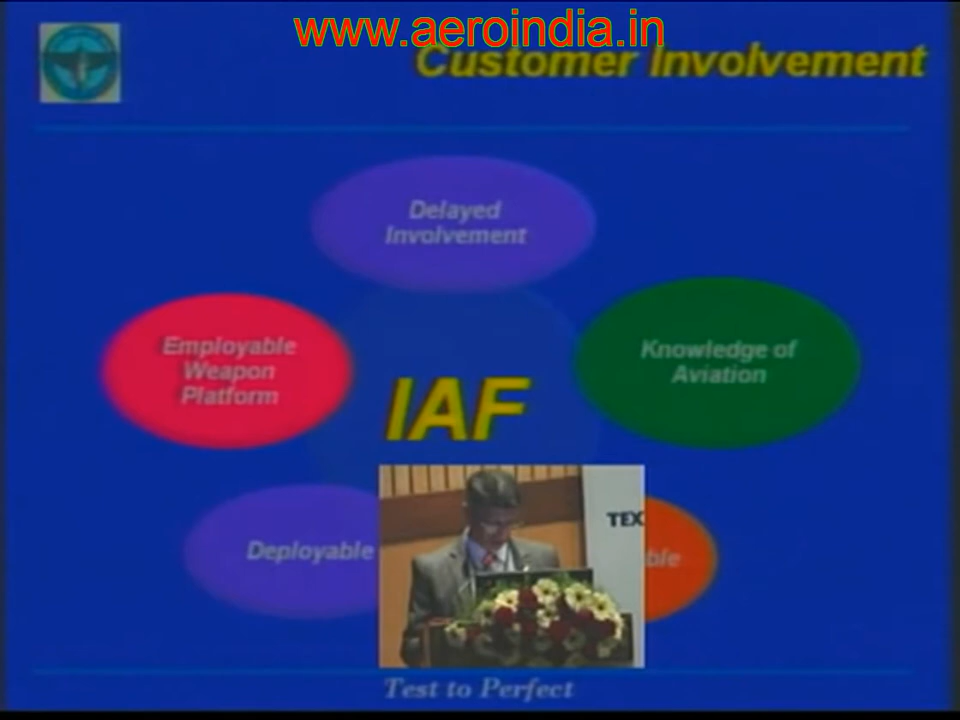 www.aeroindia.in
Customer Involvement
Delayed
Involvement
Employable
Weapon
Platform
Knowledge of
Aviation
IAF
TEX
Deployable
ble
Test to Perfect